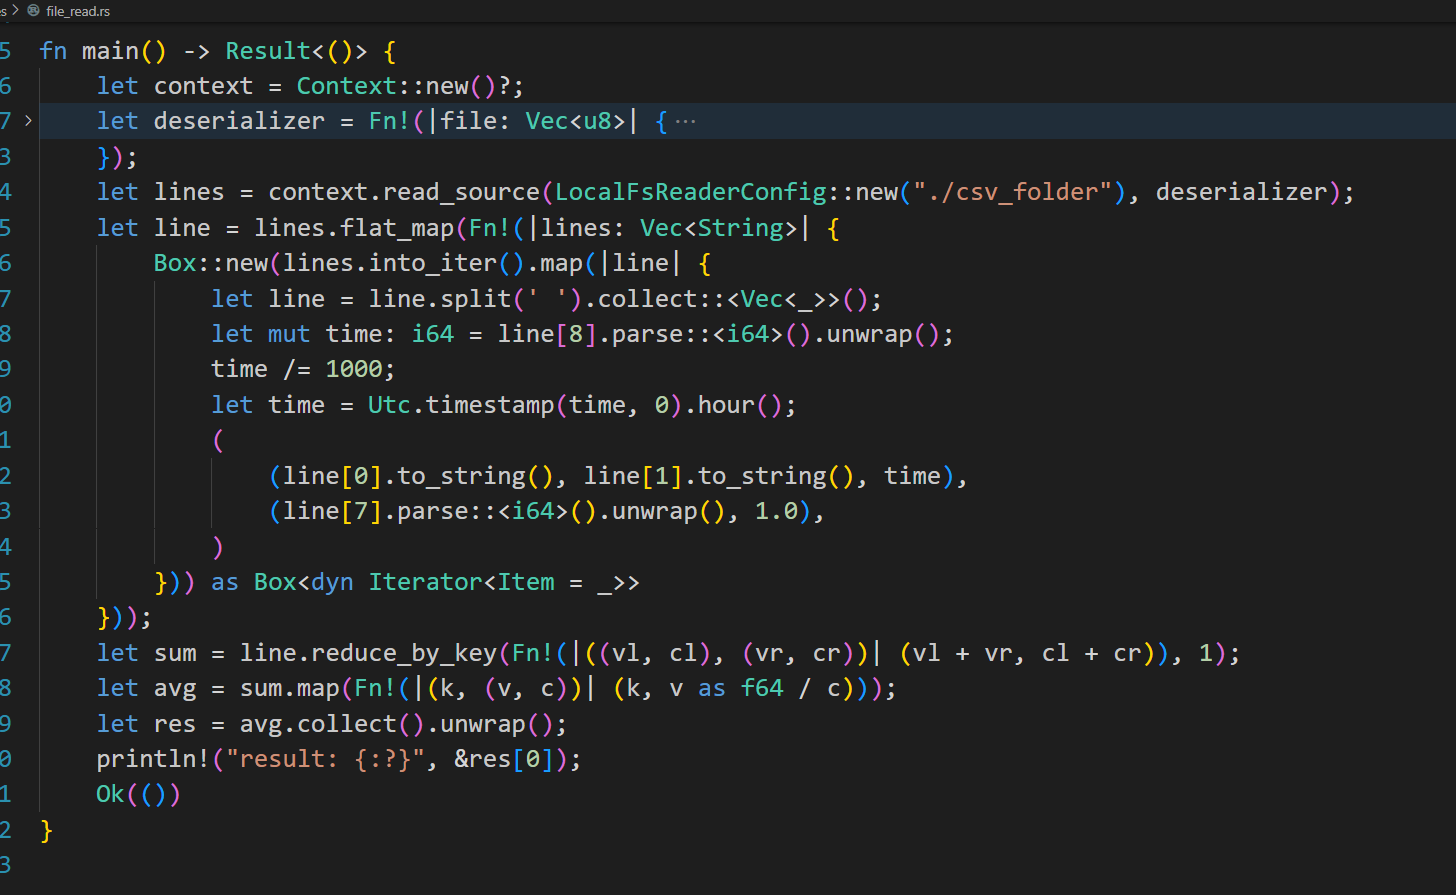 es > file_read.rs
5 fn main() -> Result<()> {
6     let context = Context::new()?;
7 >     let deserializer = Fn!(|file: Vec<u8>| { ⋯
3     });
4     let lines = context.read_source(LocalFsReaderConfig::new("./csv_folder"), deserializer);
5     let line = lines.flat_map(Fn!(|lines: Vec<String>| {
6         Box::new(lines.into_iter().map(|line| {
7             let line = line.split(' ').collect::<Vec<_>>();
8             let mut time: i64 = line[8].parse::<i64>().unwrap();
9             time /= 1000;
0             let time = Utc.timestamp(time, 0).hour();
1             (
2                 (line[0].to_string(), line[1].to_string(), time),
3                 (line[7].parse::<i64>().unwrap(), 1.0),
4             )
5         })) as Box<dyn Iterator<Item = _>>
6     }));
7     let sum = line.reduce_by_key(Fn!(|((vl, cl), (vr, cr))| (vl + vr, cl + cr)), 1);
8     let avg = sum.map(Fn!(|(k, (v, c))| (k, v as f64 / c)));
9     let res = avg.collect().unwrap();
0     println!("result: {:?}", &res[0]);
1     Ok(())
2 }
3